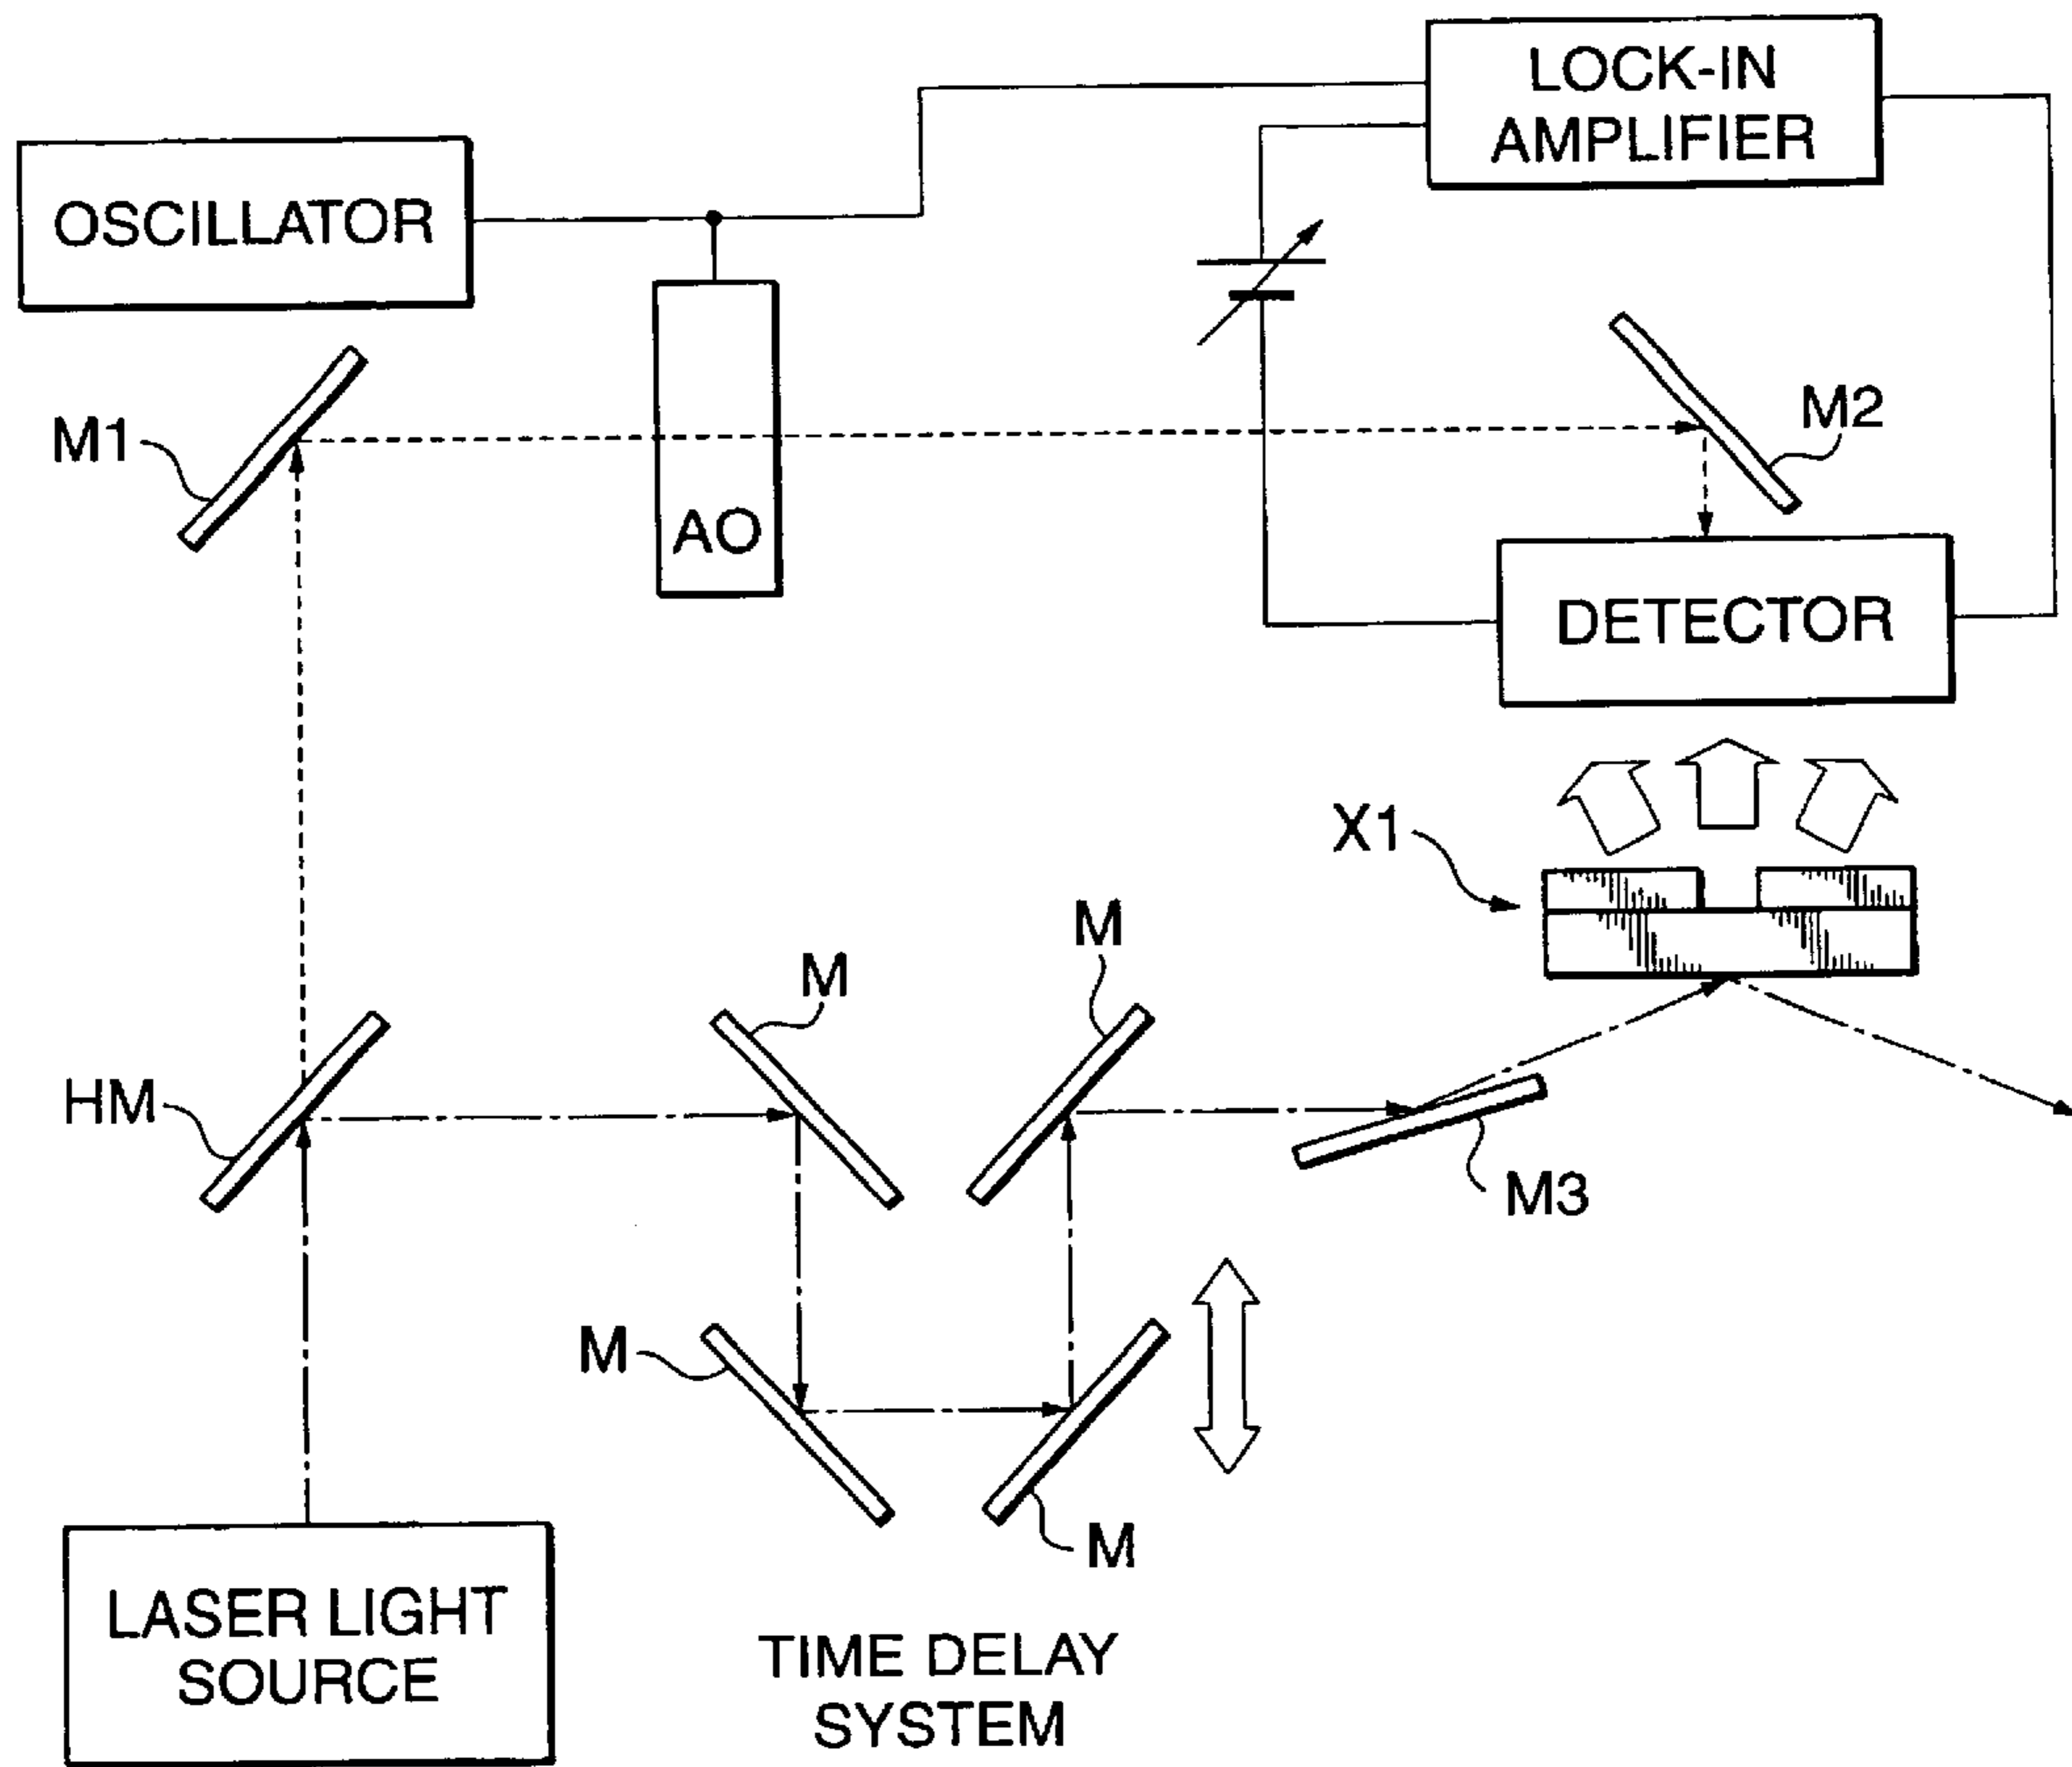 LOCK-IN
AMPLIFIER
OSCILLATOR
M1
M2
AO
DETECTOR
X1
M
M
HM
M3
M
M
LASER LIGHT
SOURCE
TIME DELAY
SYSTEM